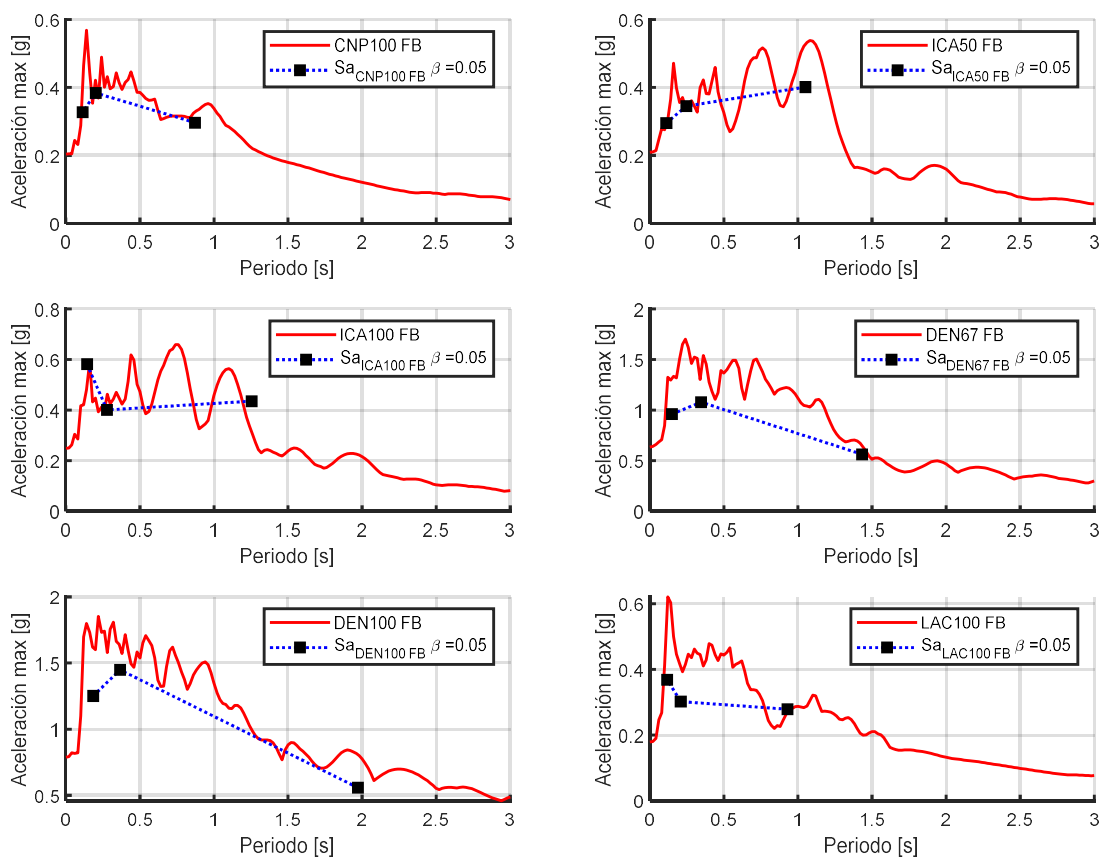 Aceleración max [g]
0.6
0.4
0.2
0
CNP100 FB
Sa_CNP100 FB β =0.05
0 0.5 1 1.5 2 2.5 3
Periodo [s]
Aceleración max [g]
0.6
0.4
0.2
0
ICA50 FB
Sa_ICA50 FB β =0.05
0 0.5 1 1.5 2 2.5 3
Periodo [s]
Aceleración max [g]
0.8
0.6
0.4
0.2
0
ICA100 FB
Sa_ICA100 FB β =0.05
0 0.5 1 1.5 2 2.5 3
Periodo [s]
Aceleración max [g]
2
1.5
1
0.5
0
DEN67 FB
Sa_DEN67 FB β =0.05
0 0.5 1 1.5 2 2.5 3
Periodo [s]
Aceleración max [g]
2
1.5
1
0.5
DEN100 FB
Sa_DEN100 FB β =0.05
0 0.5 1 1.5 2 2.5 3
Periodo [s]
Aceleración max [g]
0.6
0.4
0.2
0
LAC100 FB
Sa_LAC100 FB β =0.05
0 0.5 1 1.5 2 2.5 3
Periodo [s]